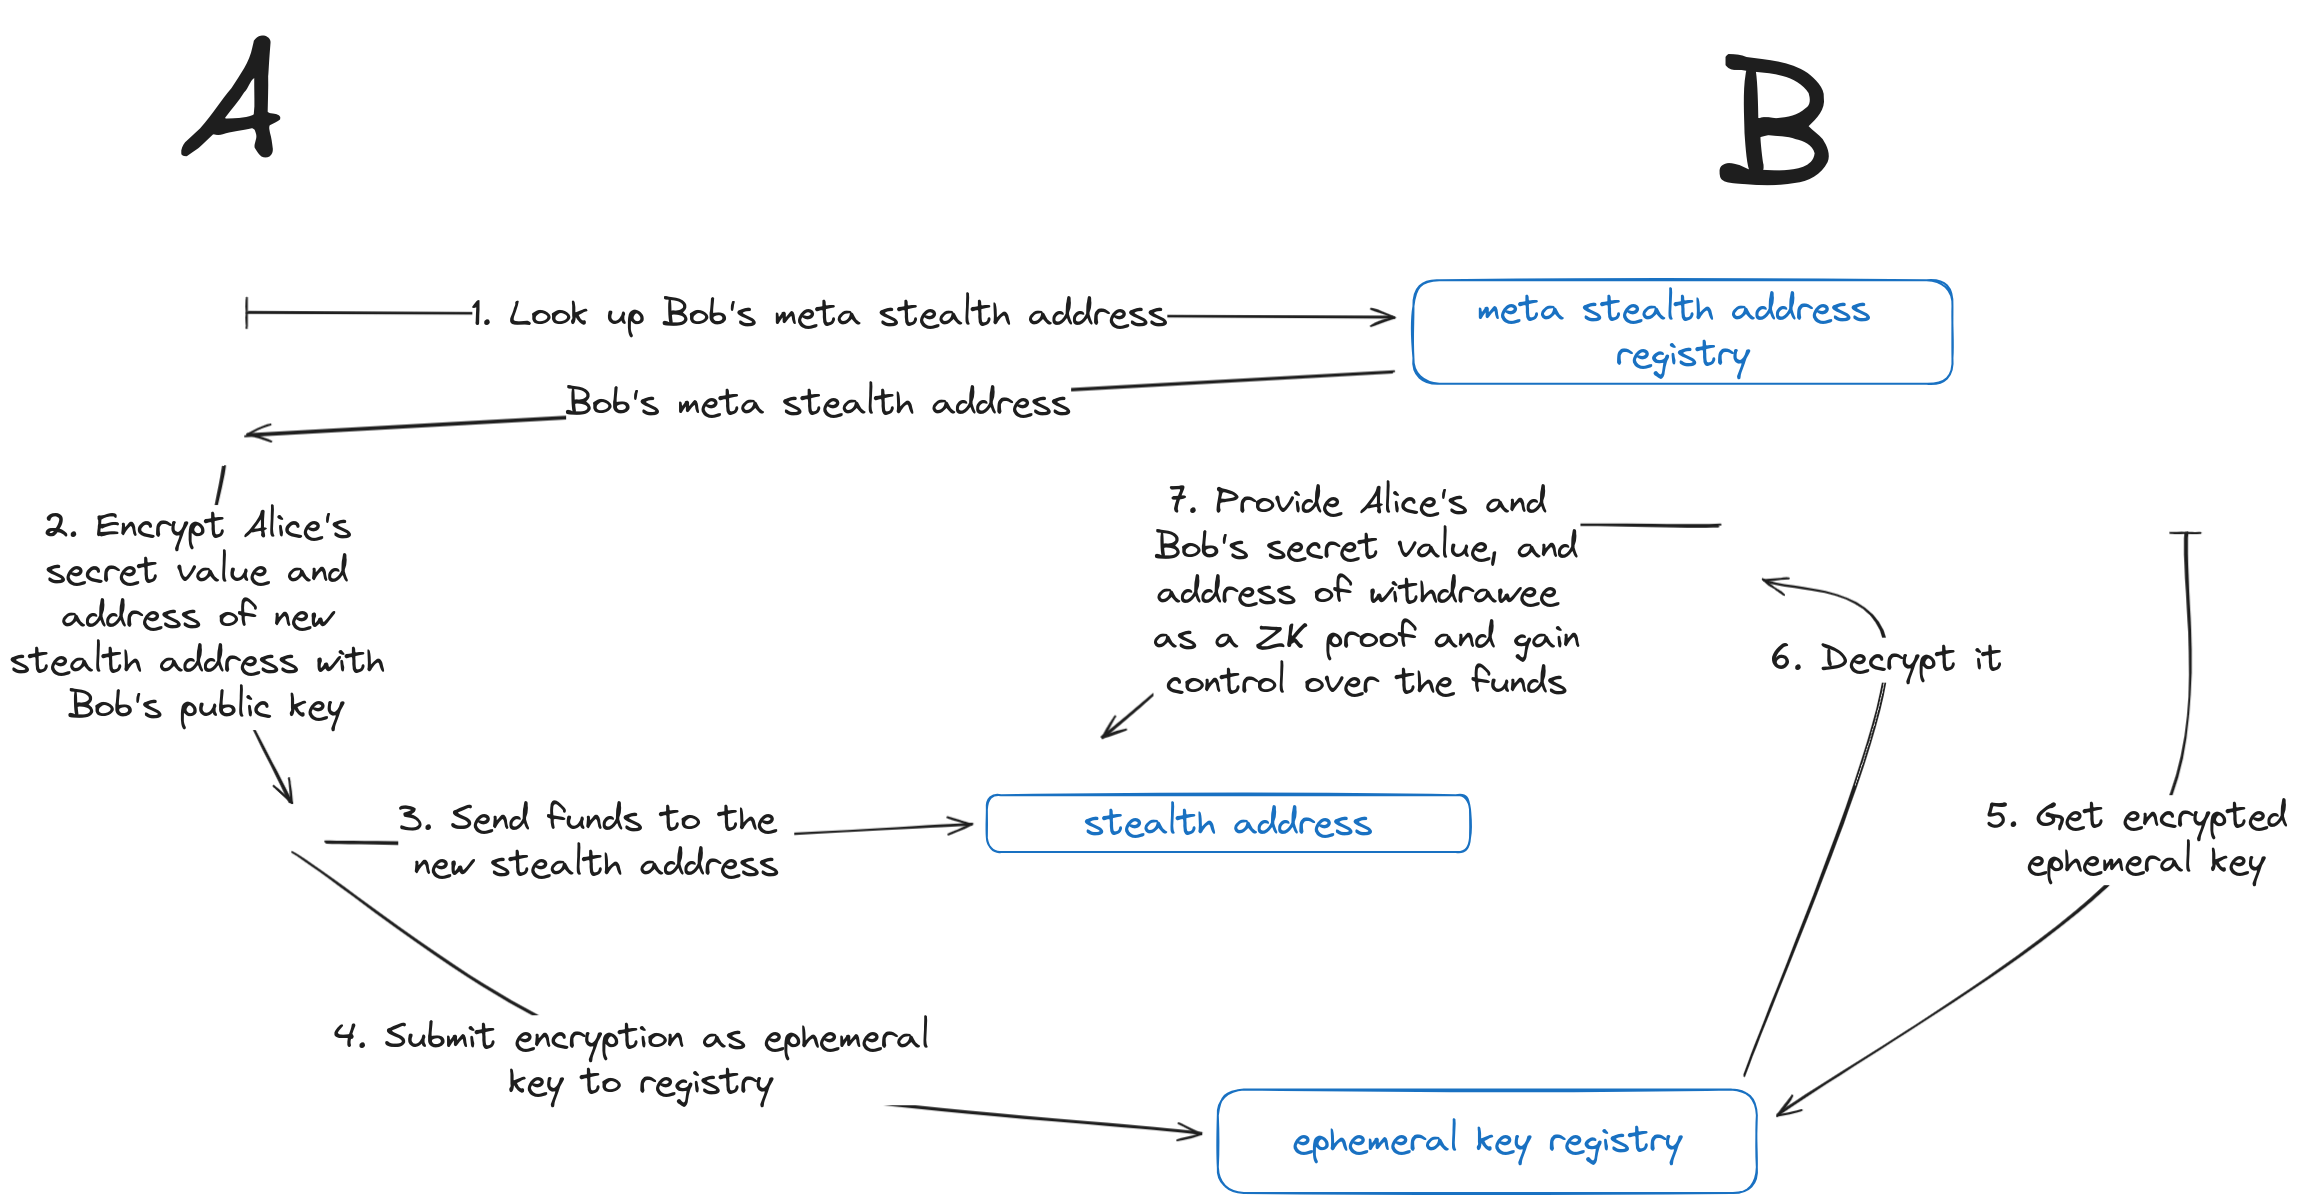 A
B
1. Look up Bob's meta stealth address
meta stealth address
registry
Bob's meta stealth address
2. Encrypt Alice's
secret value and
address of new
stealth address with
Bob's public key
7. Provide Alice's and
Bob's secret value, and
address of withdrawee
as a ZK proof and gain
control over the funds
6. Decrypt it
3. Send funds to the
new stealth address
stealth address
5. Get encrypted
ephemeral key
4. Submit encryption as ephemeral
key to registry
ephemeral key registry